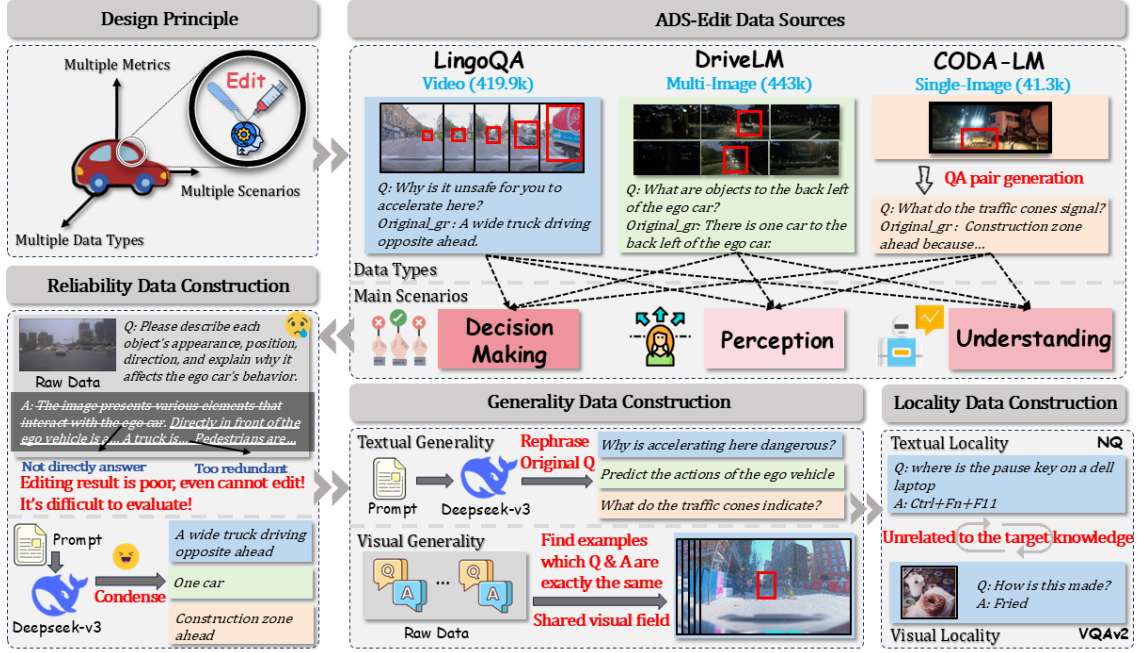 Design Principle
Multiple Metrics
Edit
Multiple Scenarios
Multiple Data Types
ADS-Edit Data Sources
LingoQA
Video (419.9k)
Q: Why is it unsafe for you to
accelerate here?
Original_gr : A wide truck driving
opposite ahead.
DriveLM
Multi-Image (443k)
Q: What are objects to the back left
of the ego car?
Original_gr: There is one car to the
back left of the ego car.
CODA-LM
Single-Image (41.3k)
QA pair generation
Q: What do the traffic cones signal?
Original_gr : Construction zone
ahead because…
Data Types
Main Scenarios
Decision
Making
Perception
Understanding
Reliability Data Construction
Raw Data
Q: Please describe each
object's appearance, position,
direction, and explain why it
affects the ego car's behavior.
A: The image presents various elements that
interact with the ego car. Directly in front of the
ego vehicle is a... A truck is... Pedestrians are...
Not directly answer
Too redundant
Editing result is poor, even cannot edit!
It's difficult to evaluate!
Prompt
Deepseek-v3
Condense
A wide truck driving
opposite ahead
One car
Construction zone
ahead
Generality Data Construction
Textual Generality
Prompt
Deepseek-v3
Rephrase
Original Q
Why is accelerating here dangerous?
Predict the actions of the ego vehicle
What do the traffic cones indicate?
Visual Generality
Q
A
...
Q
A
Raw Data
Find examples
which Q & A are
exactly the same
Shared visual field
Locality Data Construction
Textual Locality
NQ
Q: where is the pause key on a dell
laptop
A: Ctrl+Fn+F11
Unrelated to the target knowledge
Q: How is this made?
A: Fried
Visual Locality
VQAv2